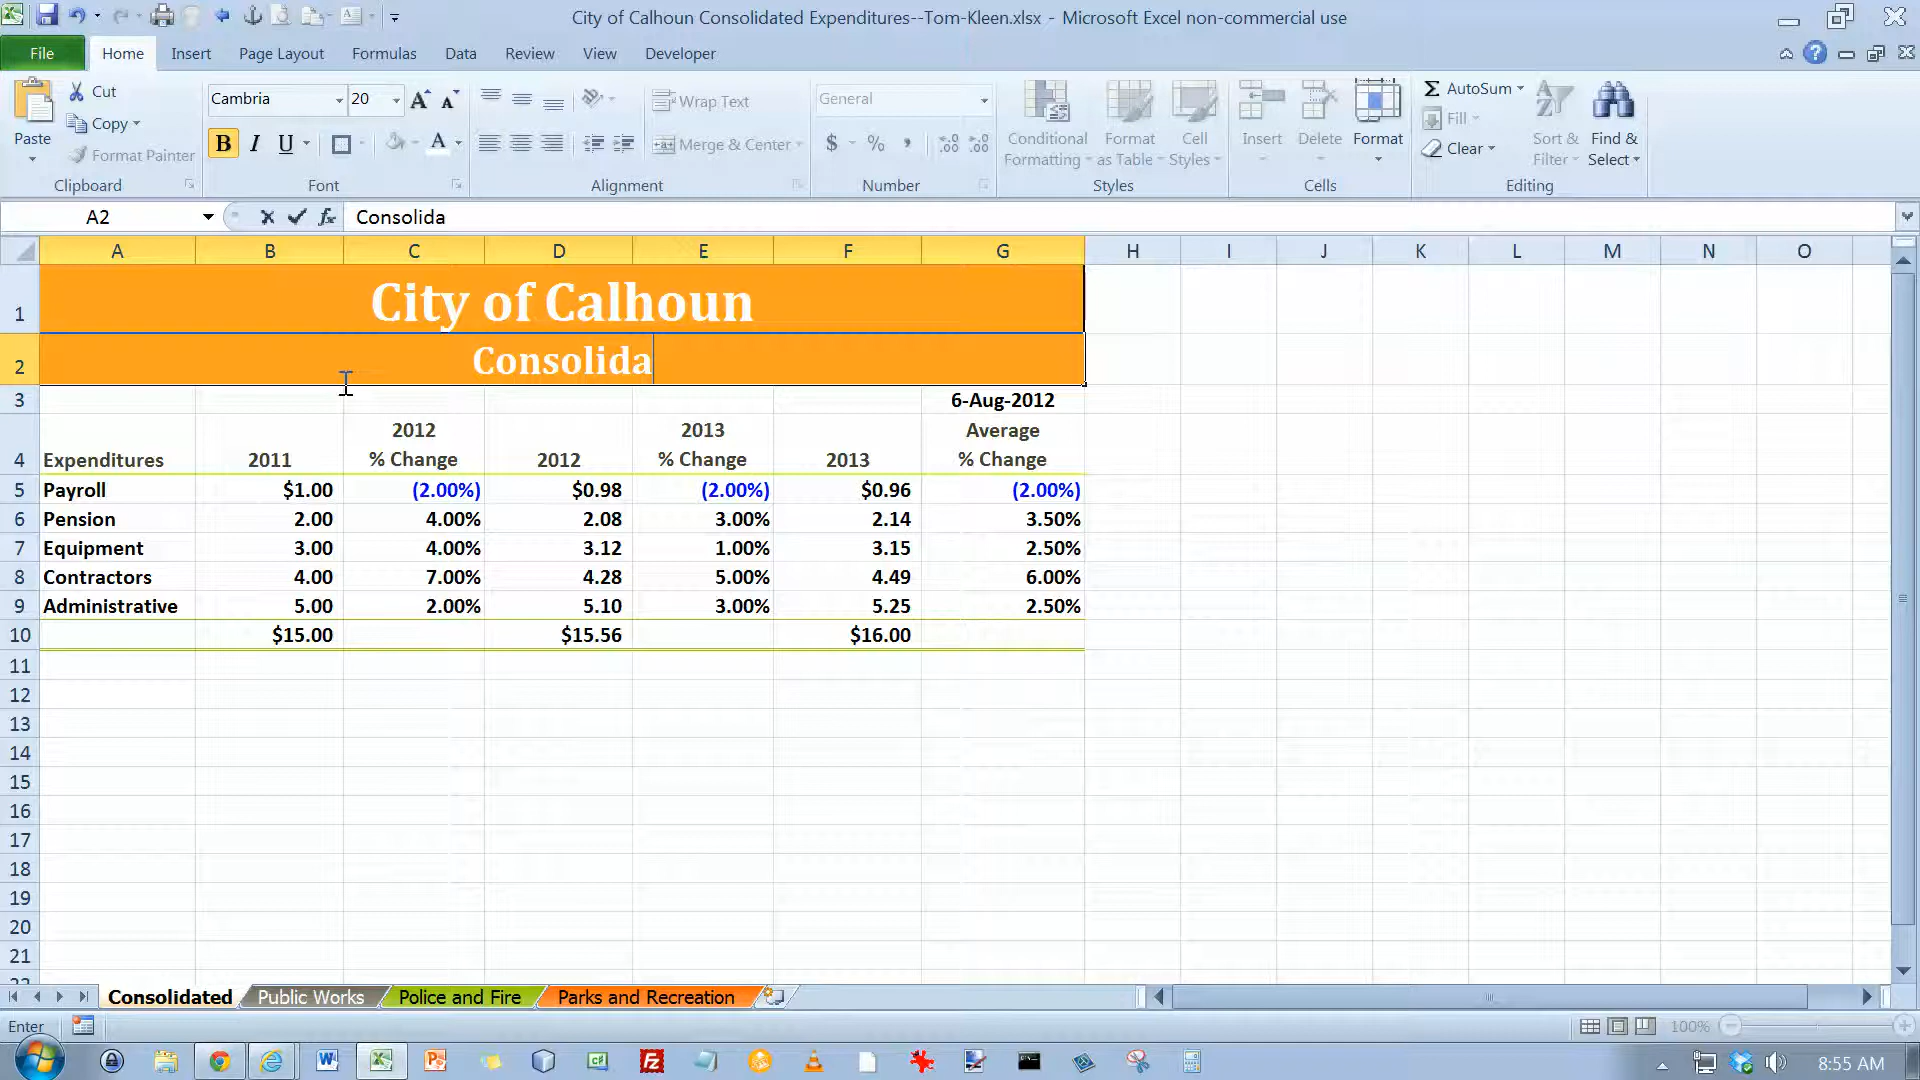 City of Calhoun Consolidated Expenditures--Tom-Kleen.xlsx - Microsoft Excel non-commercial use
File Home Insert Page Layout Formulas Data Review View Developer
Cut
Copy
Format Painter
Paste
Clipboard
Cambria 20
B I U
Font
Wrap Text
Merge & Center
Alignment
General
$ % ,
Number
Conditional Formatting
Format as Table
Cell Styles
Styles
Insert Delete Format
Cells
Σ AutoSum
Fill
Clear
Sort & Filter
Find & Select
Editing
A2 fx Consolida
A B C D E F G H I J K L M N O
1 City of Calhoun
2 Consolida
3 6-Aug-2012
2012 2013 Average
4 Expenditures 2011 % Change 2012 % Change 2013 % Change
5 Payroll $1.00 (2.00%) $0.98 (2.00%) $0.96 (2.00%)
6 Pension 2.00 4.00% 2.08 3.00% 2.14 3.50%
7 Equipment 3.00 4.00% 3.12 1.00% 3.15 2.50%
8 Contractors 4.00 7.00% 4.28 5.00% 4.49 6.00%
9 Administrative 5.00 2.00% 5.10 3.00% 5.25 2.50%
10 $15.00 $15.56 $16.00
11
12
13
14
15
16
17
18
19
20
21
Consolidated Public Works Police and Fire Parks and Recreation
Enter 100%
8:55 AM